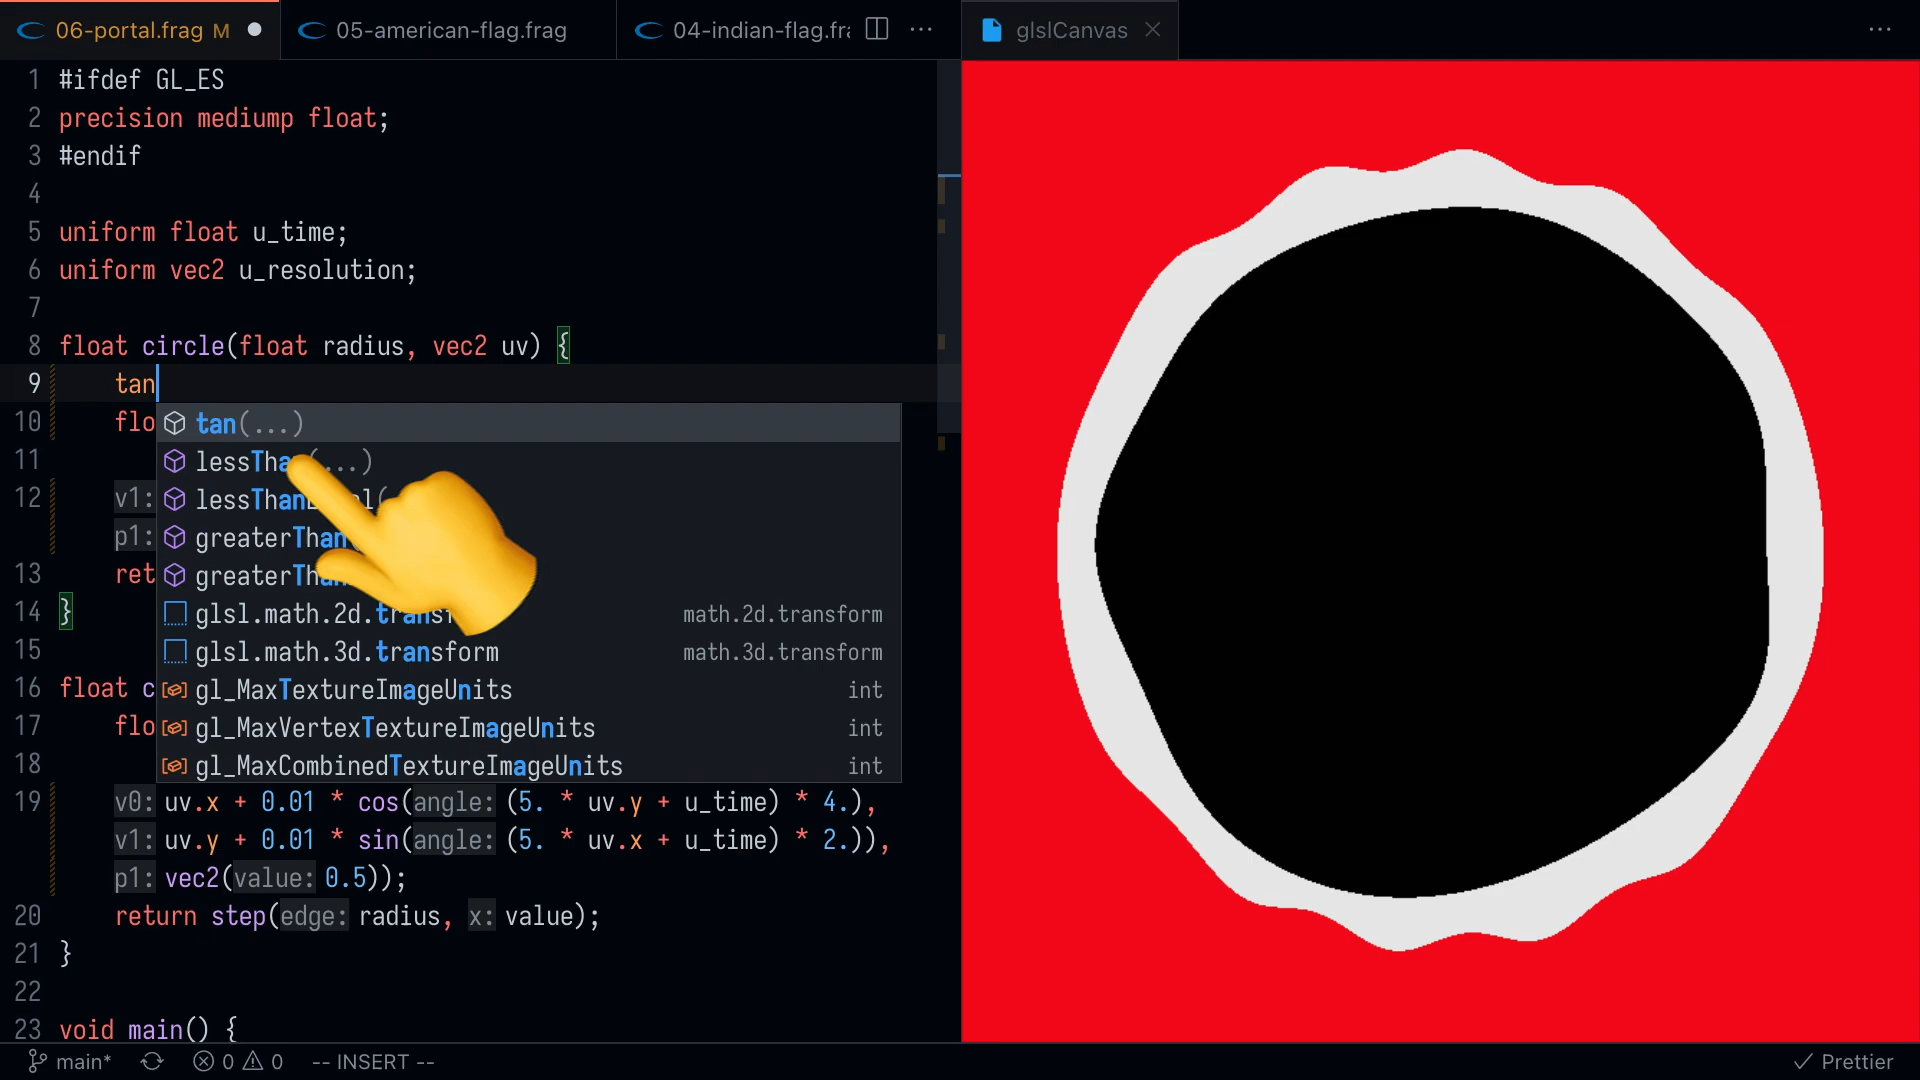 06-portal.frag M
05-american-flag.frag
04-indian-flag.fra
glslCanvas
1 #ifdef GL_ES
2 precision mediump float;
3 #endif
4
5 uniform float u_time;
6 uniform vec2 u_resolution;
7
8 float circle(float radius, vec2 uv) {
9 tan
10 flo
tan(...)
11
lessTha (...)
12 v1:
lessThan al(
p1:
greaterThan
13 ret
greaterTh
14 }
glsl.math.2d.transf math.2d.transform
15
glsl.math.3d.transform math.3d.transform
16 float c
gl_MaxTextureImageUnits int
17 flo
gl_MaxVertexTextureImageUnits int
18
gl_MaxCombinedTextureImageUnits int
19 v0: uv.x + 0.01 * cos(angle: (5. * uv.y + u_time) * 4.),
v1: uv.y + 0.01 * sin(angle: (5. * uv.x + u_time) * 2.)),
p1: vec2(value: 0.5));
20 return step(edge: radius, x: value);
21 }
22
23 void main() {
main* 0 0 -- INSERT -- Prettier